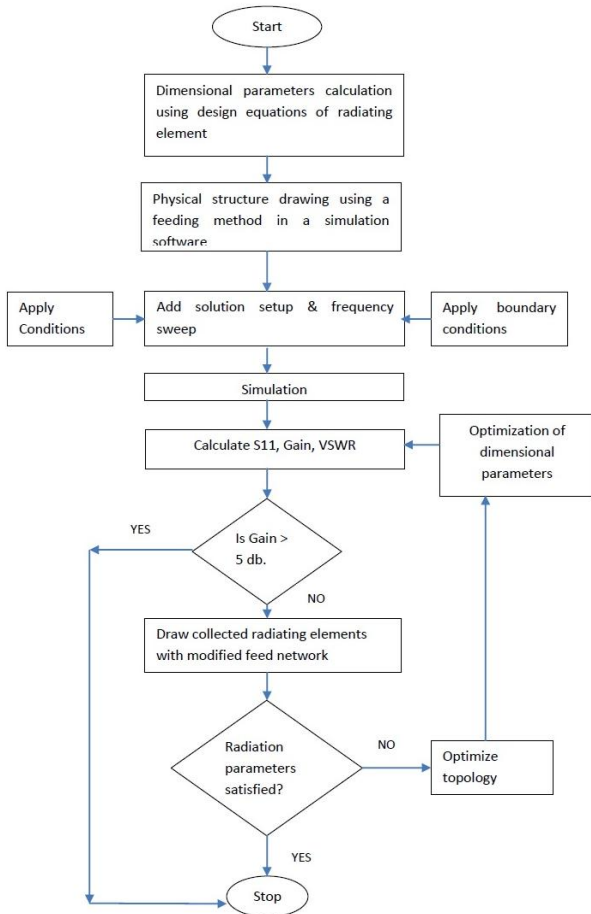 Start
Dimensional parameters calculation
using design equations of radiating
element
Physical structure drawing using a
feeding method in a simulation
software
Apply
Conditions
Add solution setup & frequency
sweep
Apply boundary
conditions
Simulation
Calculate S11, Gain, VSWR
Optimization of
dimensional
parameters
YES
Is Gain >
5 db.
NO
Draw collected radiating elements
with modified feed network
Radiation
parameters
satisfied?
NO
Optimize
topology
YES
Stop